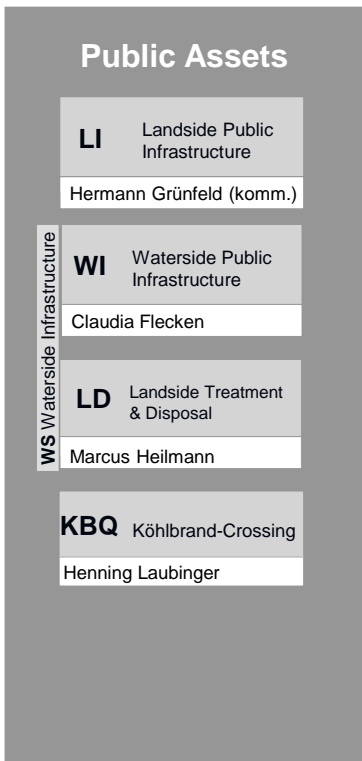 Public Assets
LI
Landside Public
Infrastructure
Hermann Grünfeld (komm.)
WS Waterside Infrastructure
WI
Waterside Public
Infrastructure
Claudia Flecken
LD
Landside Treatment
& Disposal
Marcus Heilmann
KBQ Köhlbrand-Crossing
Henning Laubinger